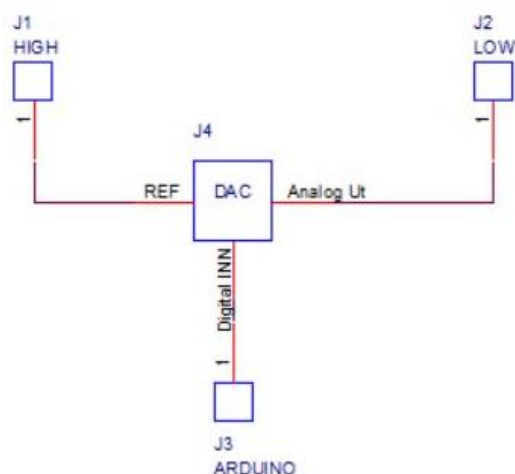 J1
HIGH
1
J2
LOW
1
J4
REF
DAC
Analog Ut
Digital INN
1
J3
ARDUINO